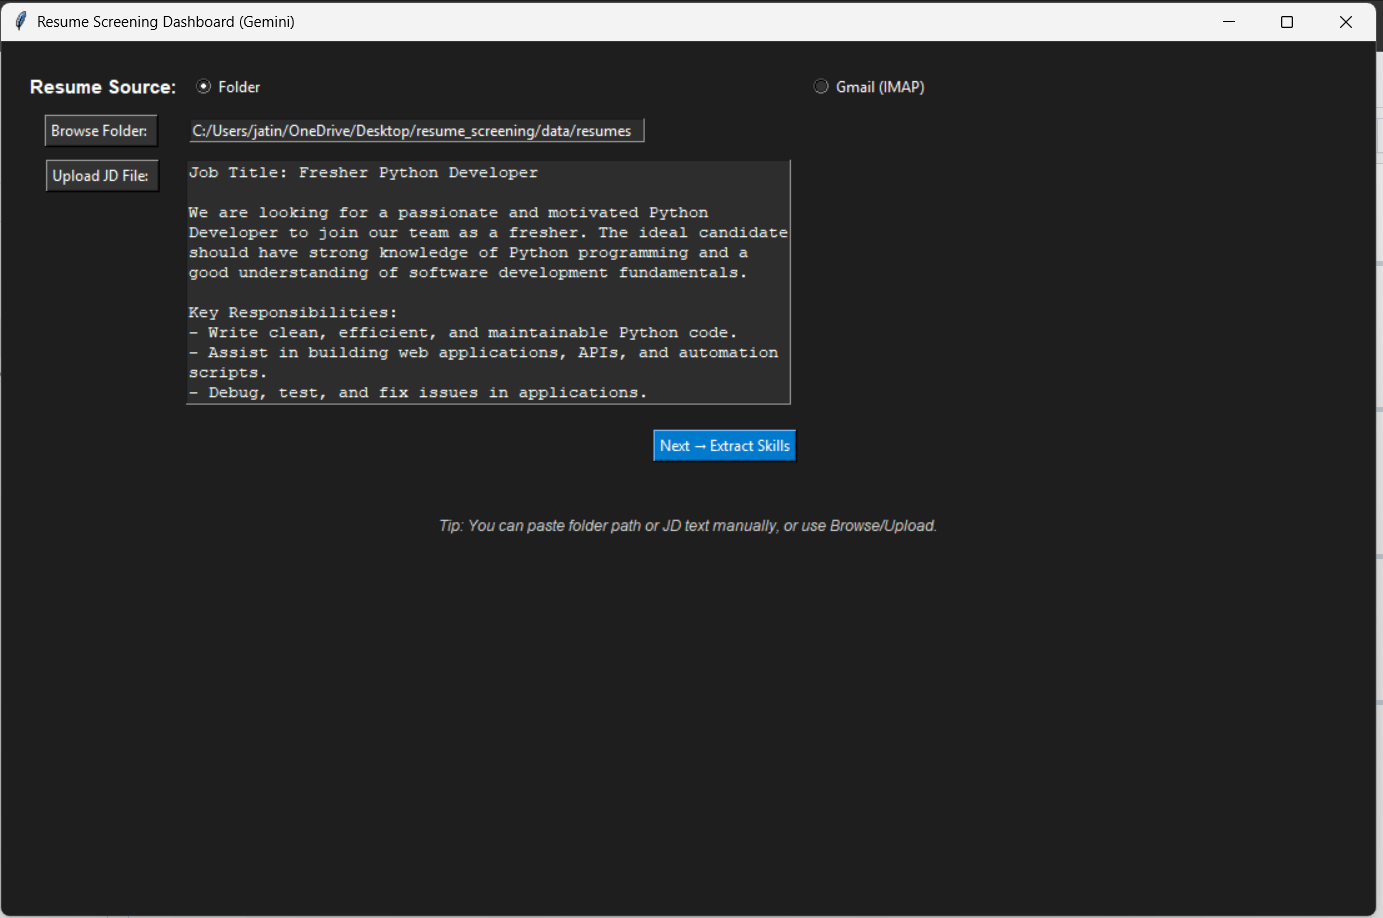 Resume Screening Dashboard (Gemini)
Resume Source: Folder Gmail (IMAP)
Browse Folder: C:/Users/jatin/OneDrive/Desktop/resume_screening/data/resumes
Upload JD File:
Job Title: Fresher Python Developer
We are looking for a passionate and motivated Python
Developer to join our team as a fresher. The ideal candidate
should have strong knowledge of Python programming and a
good understanding of software development fundamentals.
Key Responsibilities:
- Write clean, efficient, and maintainable Python code.
- Assist in building web applications, APIs, and automation
scripts.
- Debug, test, and fix issues in applications.
Next → Extract Skills
Tip: You can paste folder path or JD text manually, or use Browse/Upload.